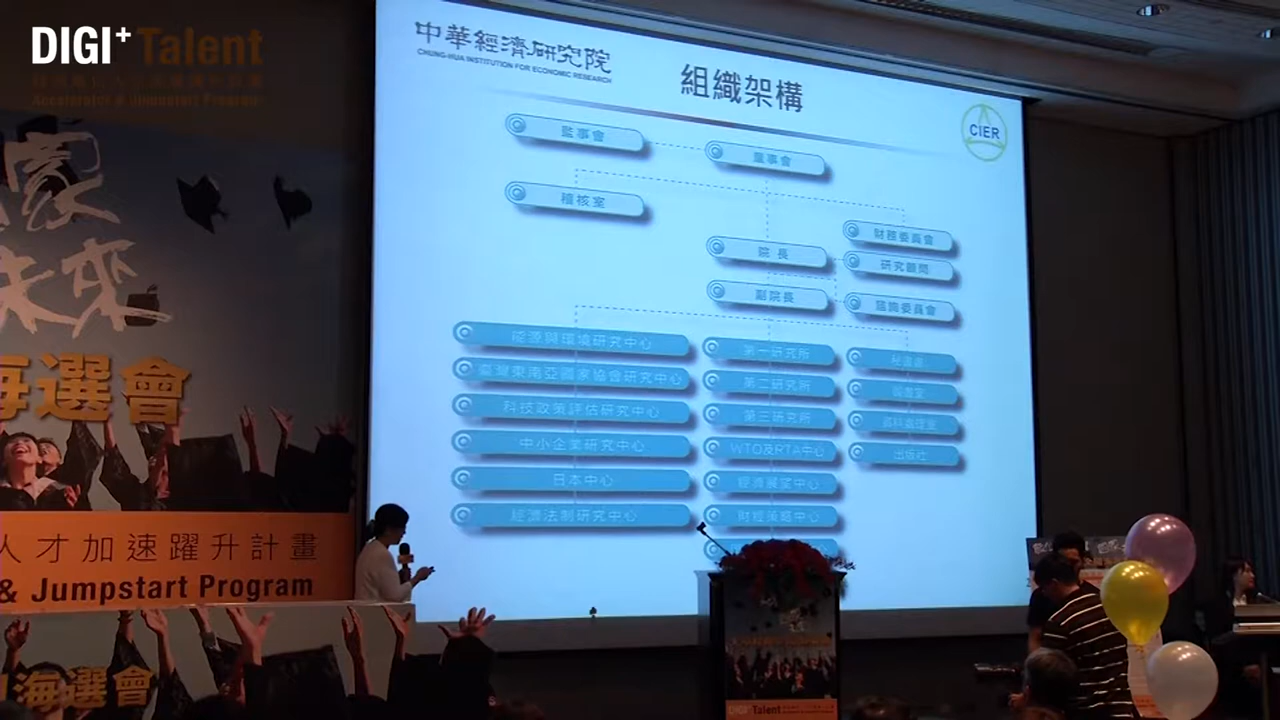 DIGI+Talent
Accelerator & Jumpstart Program
中華經濟研究院
CHUNG-HUA INSTITUTION FOR ECONOMIC RESEARCH
組織架構
CIER
監事會
董事會
稽核室
財務委員會
院長
研究顧問
副院長
諮詢委員會
能源與環境研究中心
第一研究所
秘書處
臺灣東南亞國家協會研究中心
第二研究所
科技政策評估研究中心
第三研究所
資料處理室
中小企業研究中心
WTO及RTA中心
出版社
日本中心
經濟展望中心
經濟法制研究中心
財經策略中心
未來
海選會
人才加速躍升計畫
& Jumpstart Program
海選會
DIGI+Talent